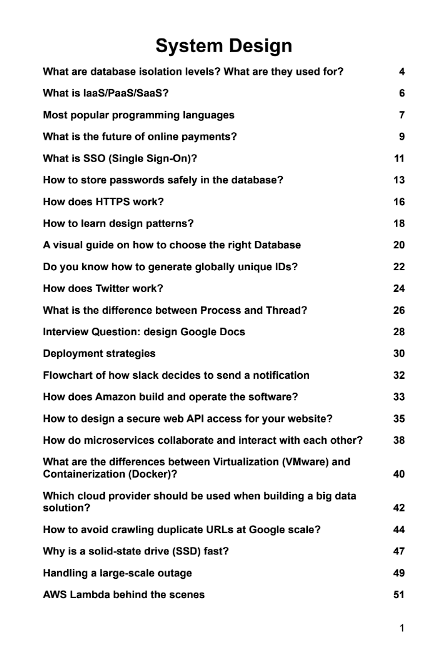 System Design
What are database isolation levels? What are they used for? 4
What is IaaS/PaaS/SaaS? 6
Most popular programming languages 7
What is the future of online payments? 9
What is SSO (Single Sign-On)? 11
How to store passwords safely in the database? 13
How does HTTPS work? 16
How to learn design patterns? 18
A visual guide on how to choose the right Database 20
Do you know how to generate globally unique IDs? 22
How does Twitter work? 24
What is the difference between Process and Thread? 26
Interview Question: design Google Docs 28
Deployment strategies 30
Flowchart of how slack decides to send a notification 32
How does Amazon build and operate the software? 33
How to design a secure web API access for your website? 35
How do microservices collaborate and interact with each other? 38
What are the differences between Virtualization (VMware) and
Containerization (Docker)? 40
Which cloud provider should be used when building a big data
solution? 42
How to avoid crawling duplicate URLs at Google scale? 44
Why is a solid-state drive (SSD) fast? 47
Handling a large-scale outage 49
AWS Lambda behind the scenes 51
1